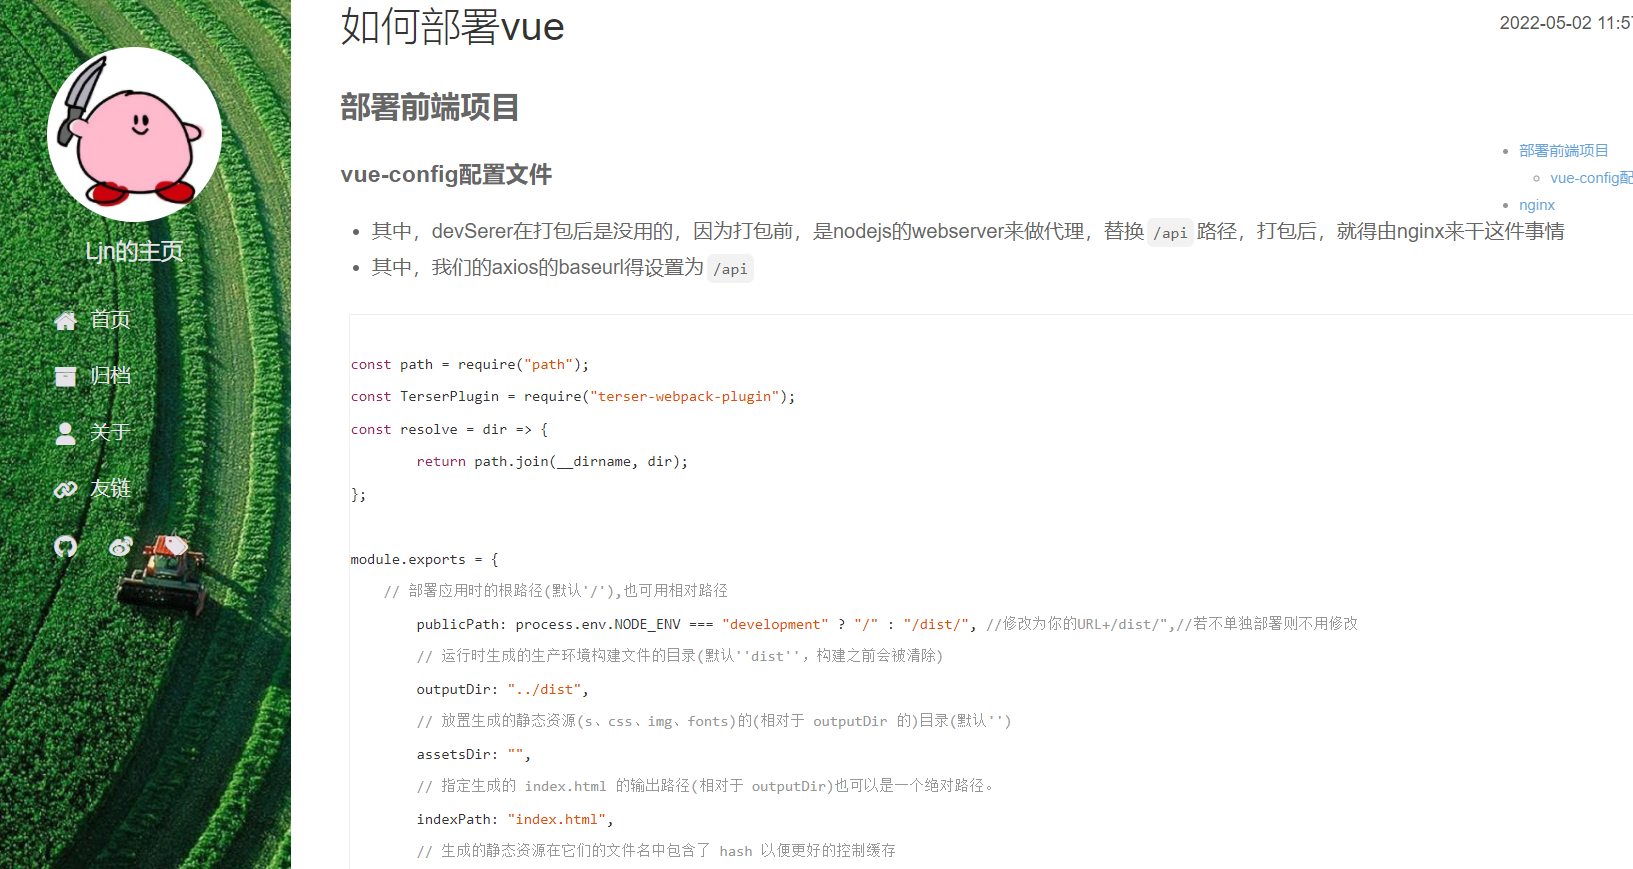 Ljn的主页
首页
归档
关于
友链
如何部署vue
2022-05-02 11:57
部署前端项目
vue-config配置文件
部署前端项目
vue-config配
nginx
其中，devSerer在打包后是没用的，因为打包前，是nodejs的webserver来做代理，替换 /api 路径，打包后，就得由nginx来干这件事情
其中，我们的axios的baseurl得设置为 /api
const path = require("path");
const TerserPlugin = require("terser-webpack-plugin");
const resolve = dir => {
return path.join(__dirname, dir);
};
module.exports = {
// 部署应用时的根路径(默认'/'),也可用相对路径
publicPath: process.env.NODE_ENV === "development" ? "/" : "/dist/", //修改为你的URL+/dist/",//若不单独部署则不用修改
// 运行时生成的生产环境构建文件的目录(默认''dist''，构建之前会被清除)
outputDir: "../dist",
// 放置生成的静态资源(s、css、img、fonts)的(相对于 outputDir 的)目录(默认'')
assetsDir: "",
// 指定生成的 index.html 的输出路径(相对于 outputDir)也可以是一个绝对路径。
indexPath: "index.html",
// 生成的静态资源在它们的文件名中包含了 hash 以便更好的控制缓存